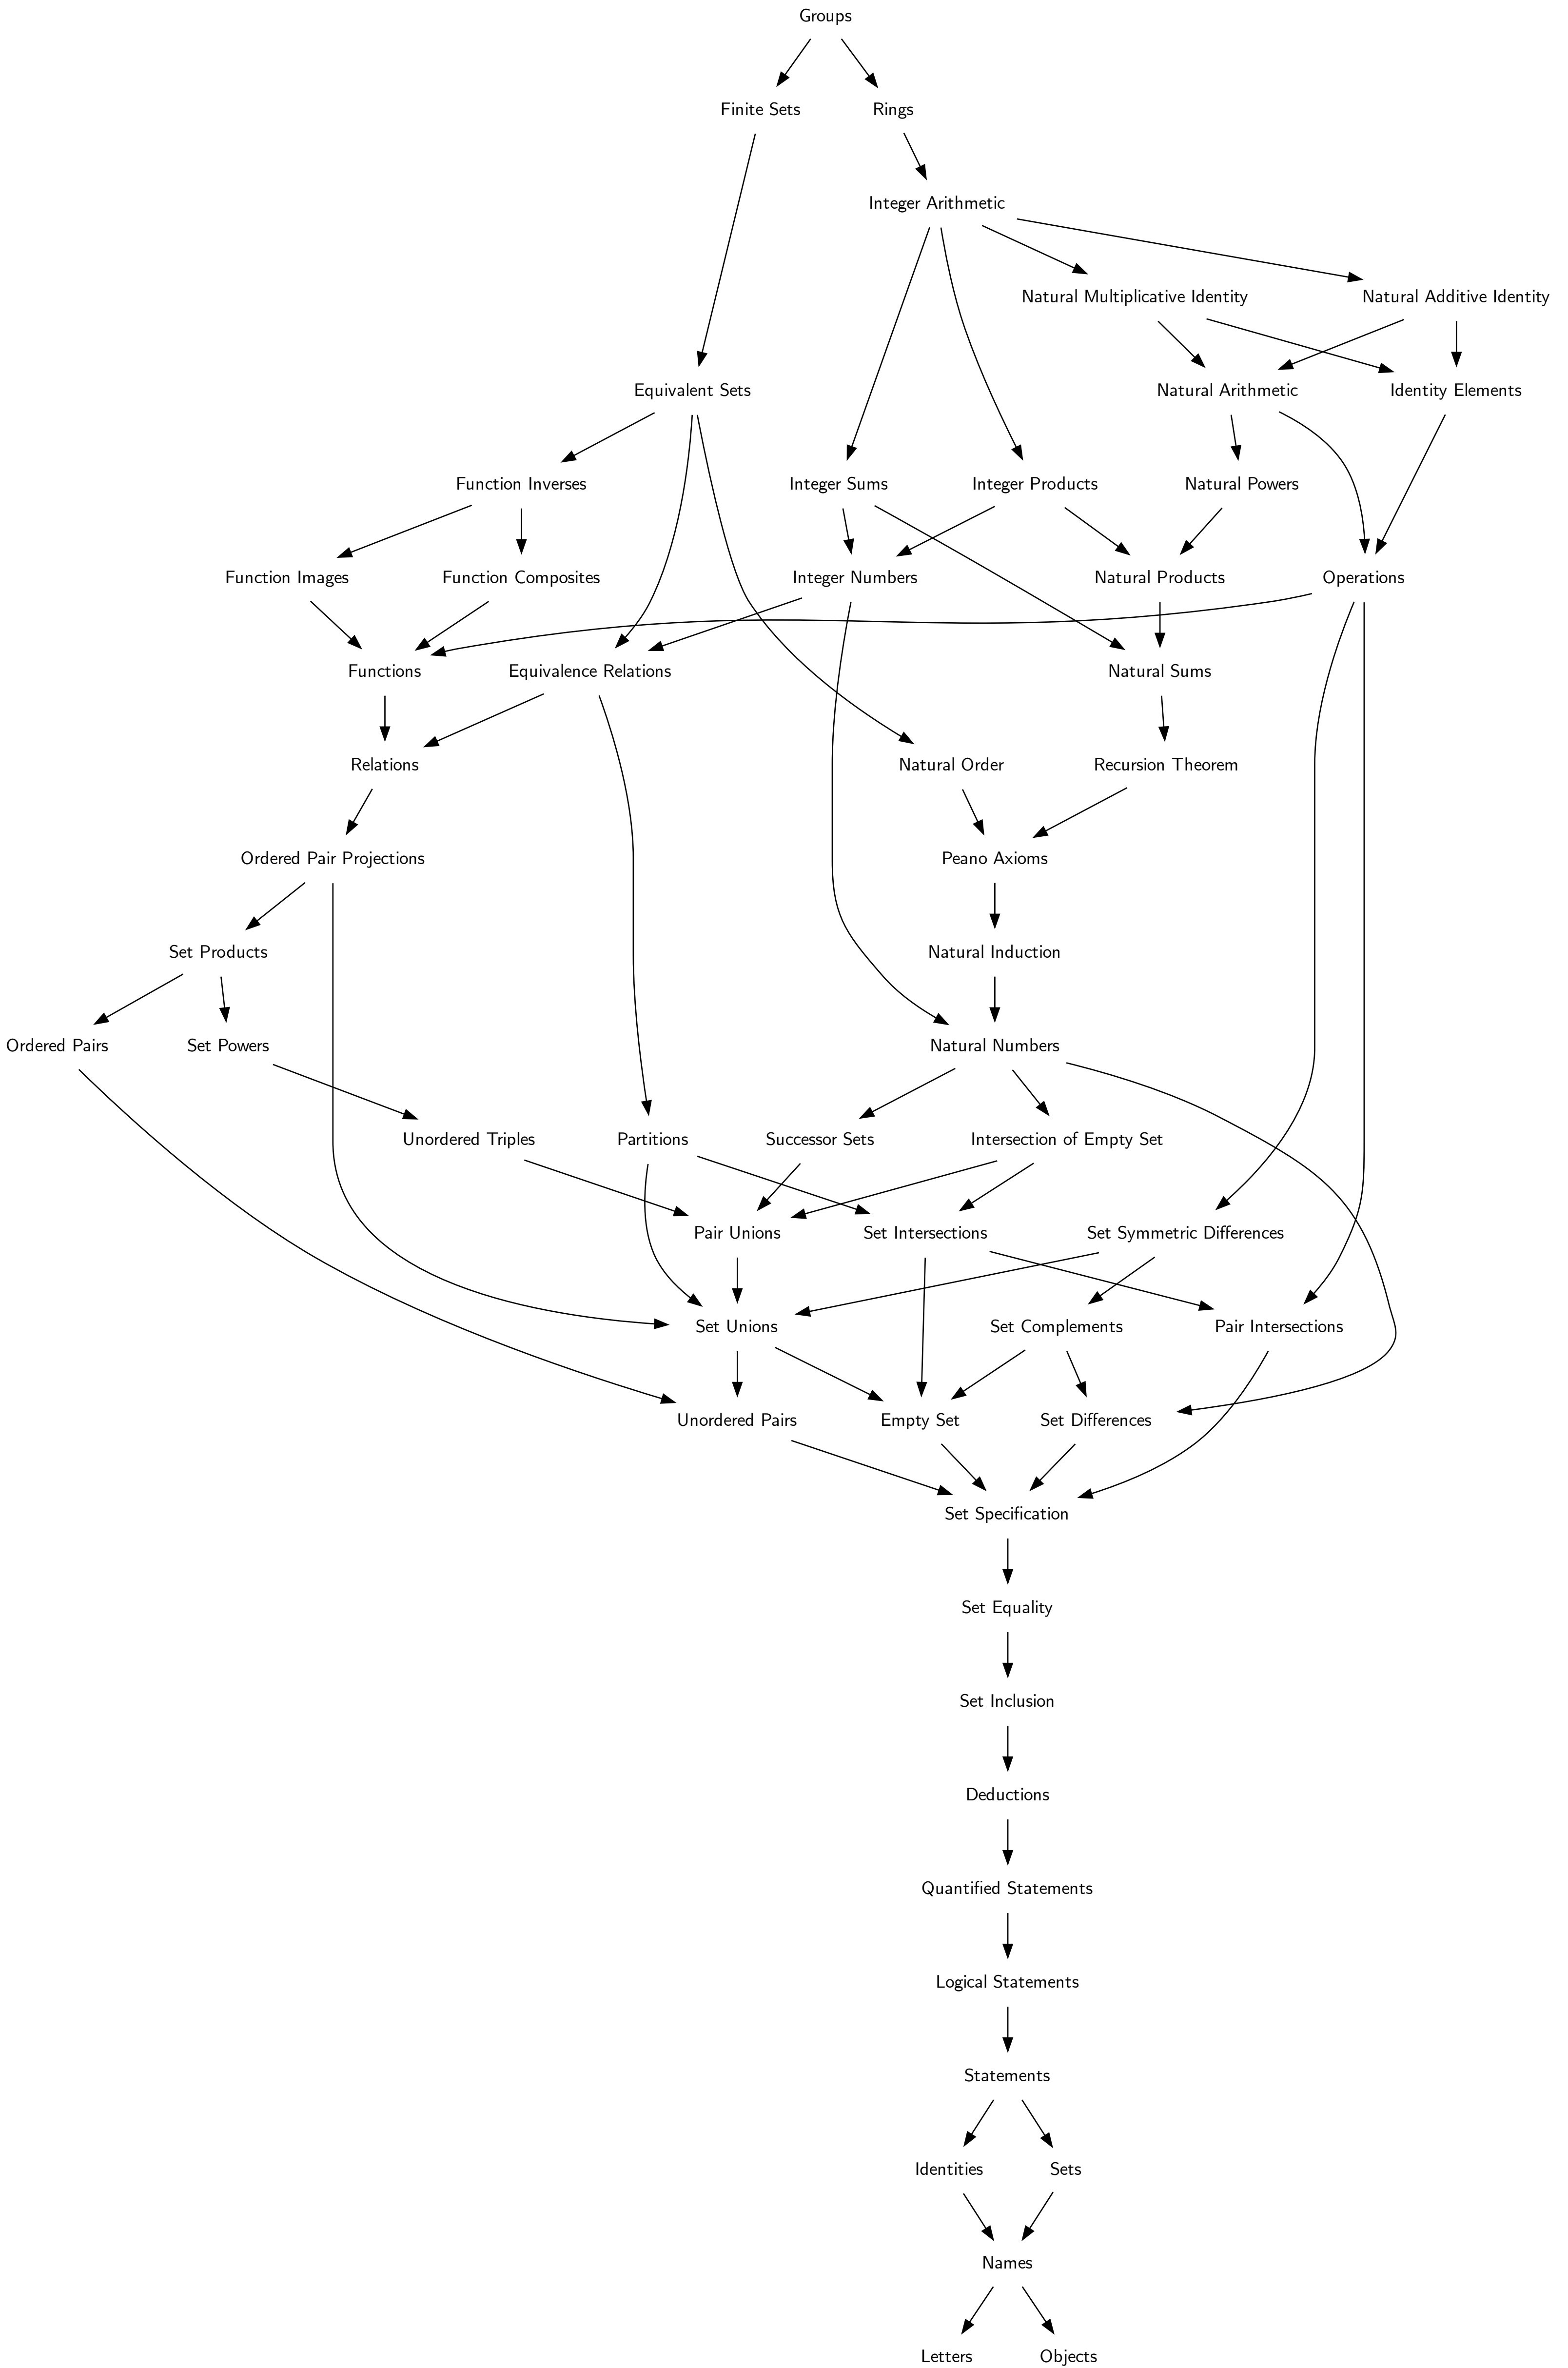 Groups
Finite Sets
Rings
Integer Arithmetic
Natural Multiplicative Identity
Natural Additive Identity
Equivalent Sets
Natural Arithmetic
Identity Elements
Function Inverses
Integer Sums
Integer Products
Natural Powers
Function Images
Function Composites
Integer Numbers
Natural Products
Operations
Functions
Equivalence Relations
Natural Sums
Relations
Natural Order
Recursion Theorem
Ordered Pair Projections
Peano Axioms
Set Products
Natural Induction
Ordered Pairs
Set Powers
Natural Numbers
Unordered Triples
Partitions
Successor Sets
Intersection of Empty Set
Pair Unions
Set Intersections
Set Symmetric Differences
Set Unions
Set Complements
Pair Intersections
Unordered Pairs
Empty Set
Set Differences
Set Specification
Set Equality
Set Inclusion
Deductions
Quantified Statements
Logical Statements
Statements
Identities
Sets
Names
Letters
Objects